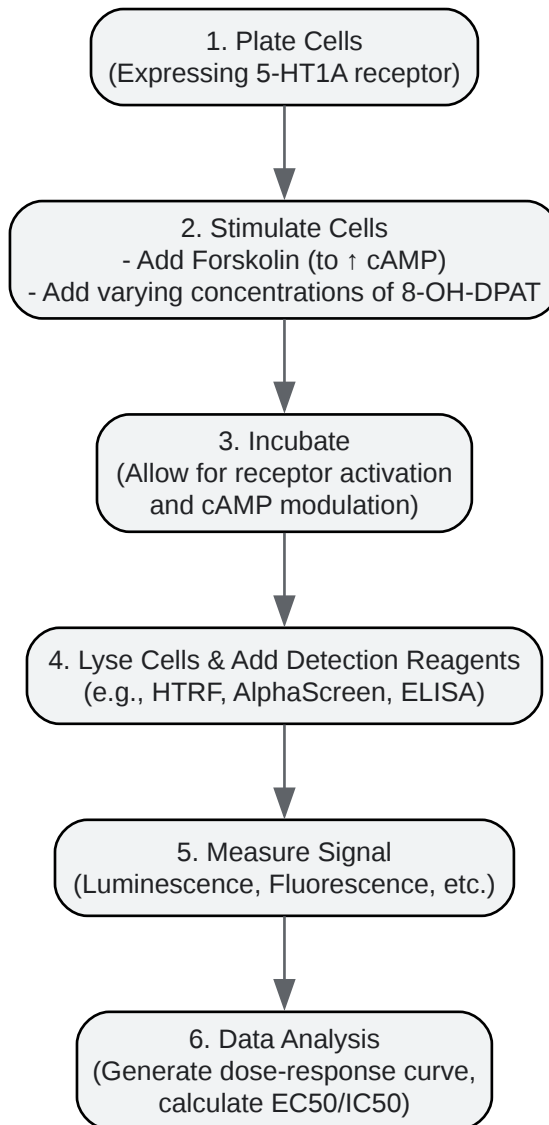 1. Plate Cells
(Expressing 5-HT1A receptor)
2. Stimulate Cells
- Add Forskolin (to ↑ cAMP)
- Add varying concentrations of 8-OH-DPAT
3. Incubate
(Allow for receptor activation
and cAMP modulation)
4. Lyse Cells & Add Detection Reagents
(e.g., HTRF, AlphaScreen, ELISA)
5. Measure Signal
(Luminescence, Fluorescence, etc.)
6. Data Analysis
(Generate dose-response curve,
calculate EC50/IC50)